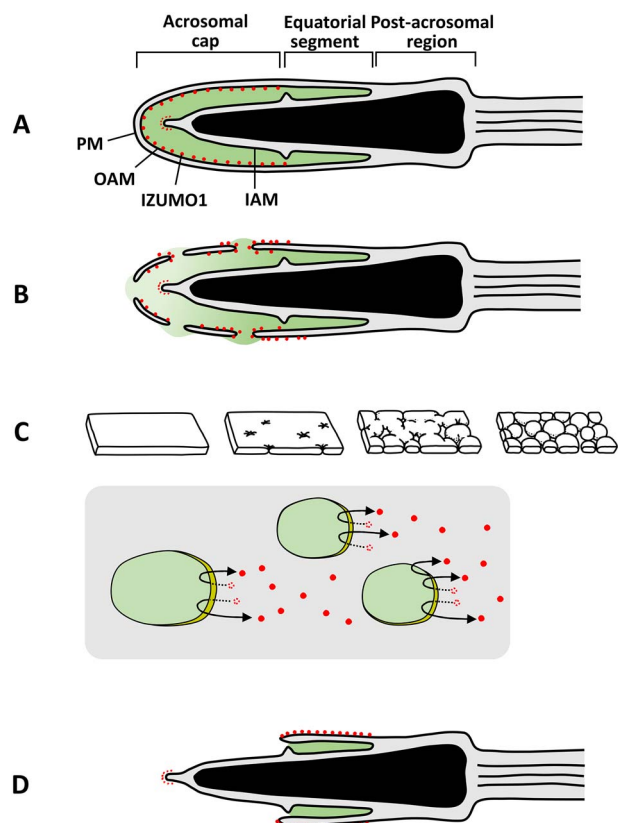 Acrosomal
cap
Equatorial
segment
Post-acrosomal
region
A
PM
OAM
IZUMO1
IAM
B
C
D